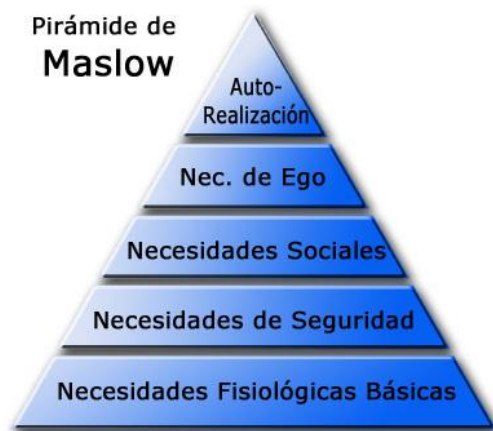 Pirámide de
Maslow
Auto-
Realización
Nec. de Ego
Necesidades Sociales
Necesidades de Seguridad
Necesidades Fisiológicas Básicas